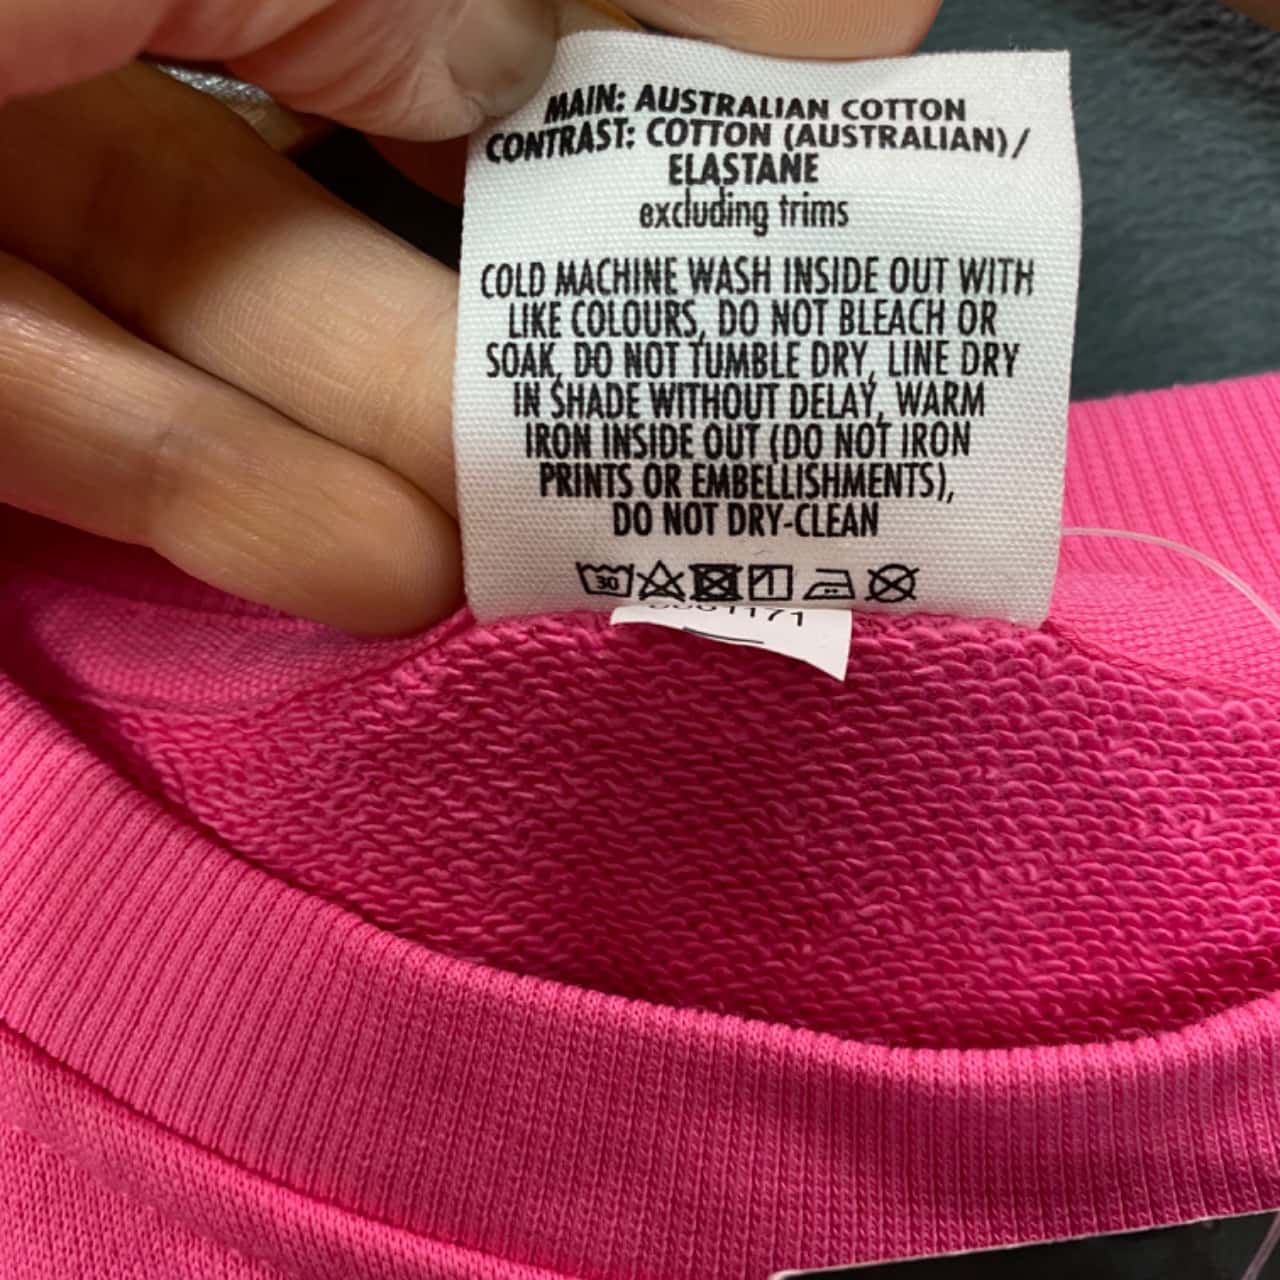 MAIN: AUSTRALIAN COTTON
CONTRAST: COTTON (AUSTRALIAN)/
ELASTANE
excluding trims
COLD MACHINE WASH INSIDE OUT WITH
LIKE COLOURS, DO NOT BLEACH OR
SOAK, DO NOT TUMBLE DRY, LINE DRY
IN SHADE WITHOUT DELAY, WARM
IRON INSIDE OUT (DO NOT IRON
PRINTS OR EMBELLISHMENTS),
DO NOT DRY-CLEAN
30